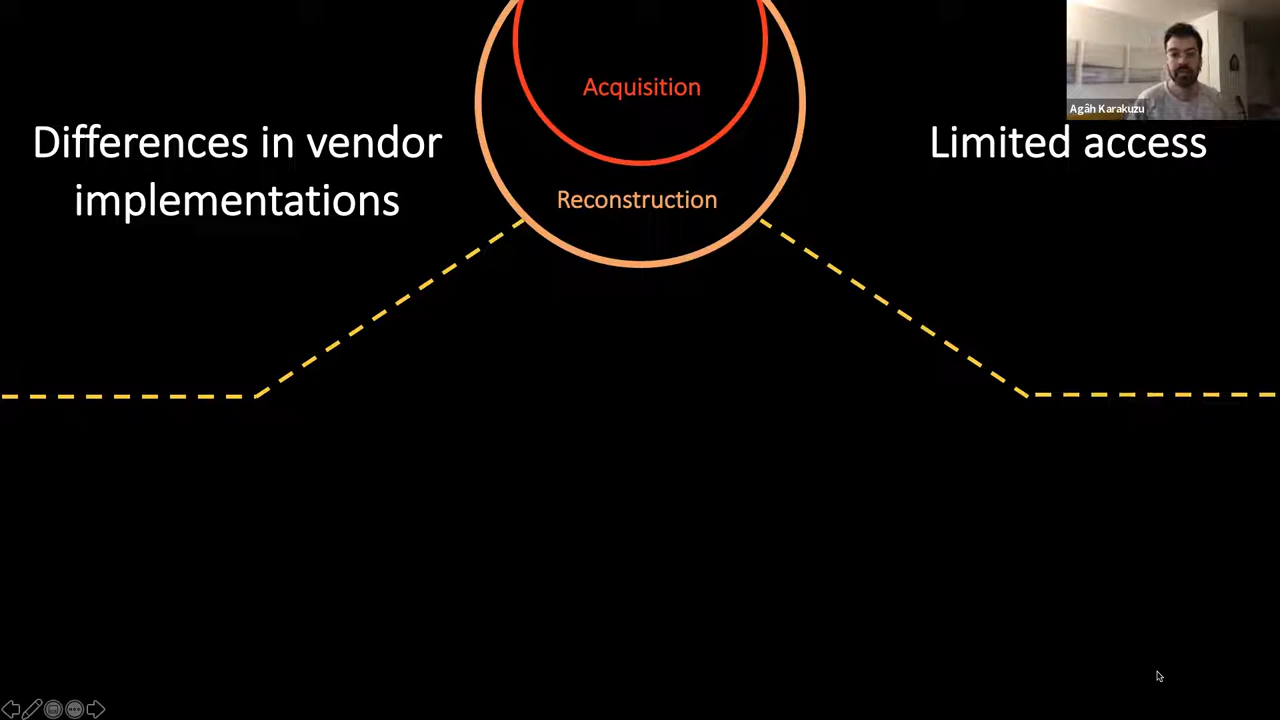 Acquisition
Agâh Karakuzu
Differences in vendor
implementations
Limited access
Reconstruction